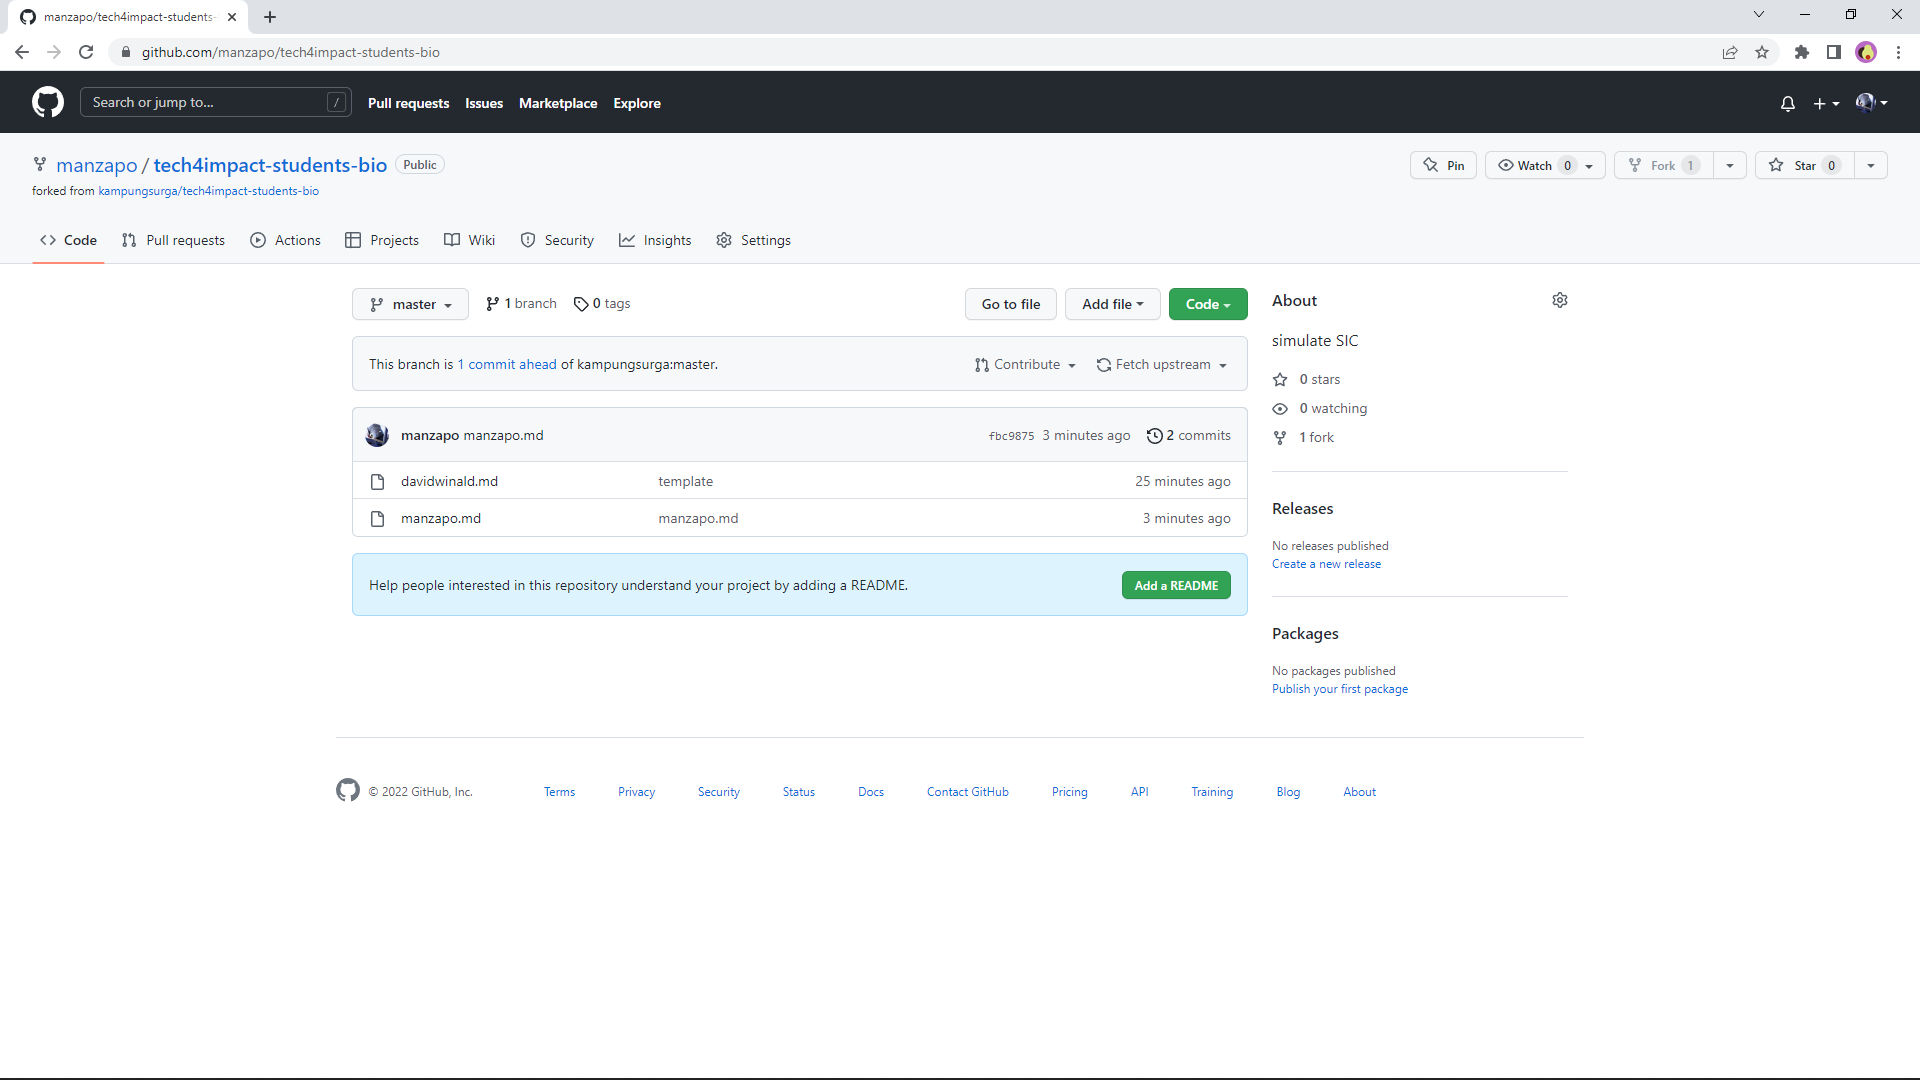 manzapo/tech4impact-students-
github.com/manzapo/tech4impact-students-bio
Search or jump to... / Pull requests Issues Marketplace Explore
manzapo / tech4impact-students-bio Public
Pin Watch 0 Fork 1 Star 0
forked from kampungsurga/tech4impact-students-bio
Code Pull requests Actions Projects Wiki Security Insights Settings
master 1 branch 0 tags Go to file Add file Code
This branch is 1 commit ahead of kampungsurga:master. Contribute Fetch upstream
manzapo manzapo.md fbc9875 3 minutes ago 2 commits
davidwinald.md template 25 minutes ago
manzapo.md manzapo.md 3 minutes ago
Help people interested in this repository understand your project by adding a README. Add a README
About
simulate SIC
0 stars
0 watching
1 fork
Releases
No releases published
Create a new release
Packages
No packages published
Publish your first package
© 2022 GitHub, Inc. Terms Privacy Security Status Docs Contact GitHub Pricing API Training Blog About